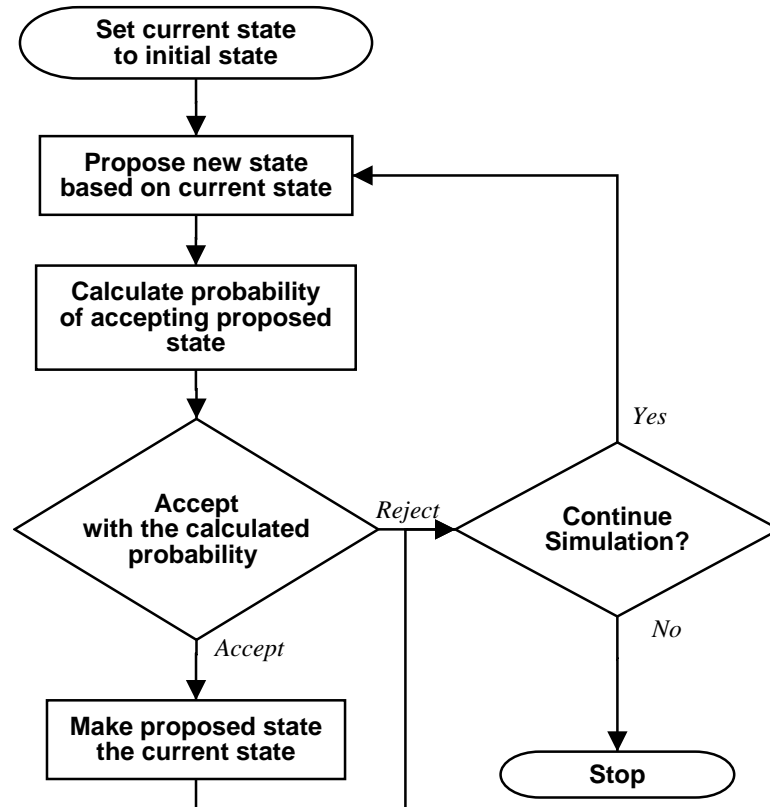 Set current state
to initial state
Propose new state
based on current state
Calculate probability
of accepting proposed
state
Accept
with the calculated
probability
Reject
Accept
Make proposed state
the current state
Continue
Simulation?
Yes
No
Stop